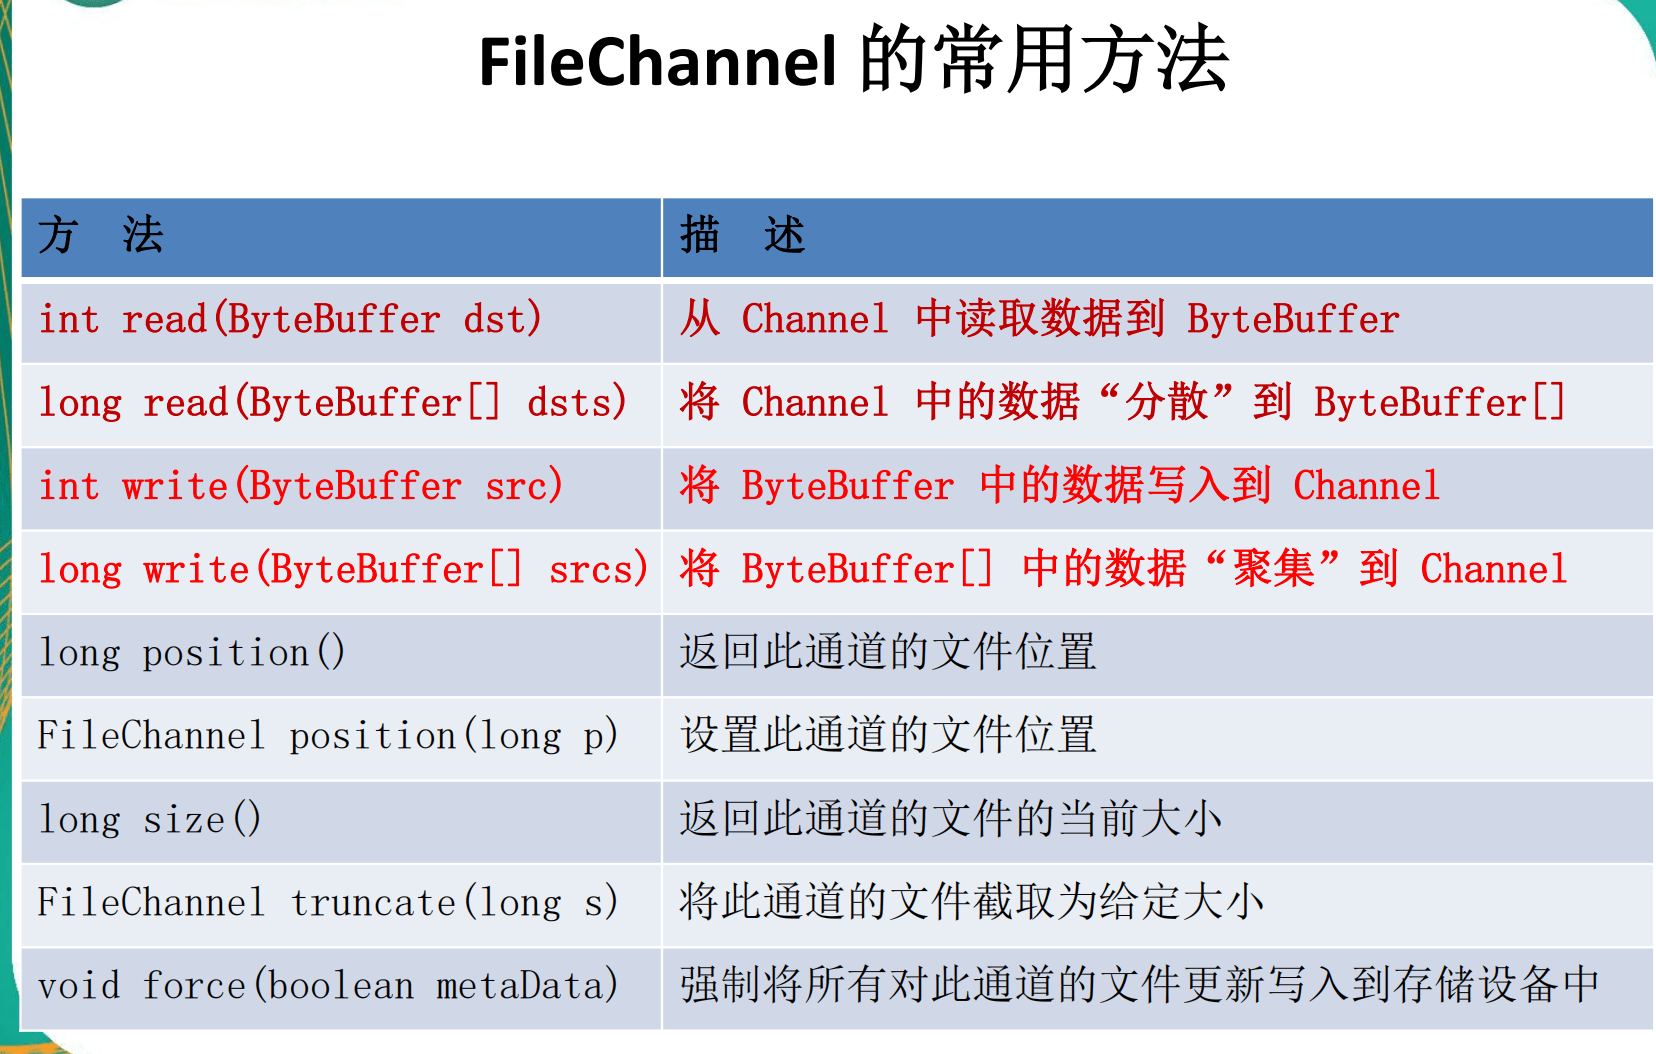 FileChannel 的常用方法
方 法 描 述
int read(ByteBuffer dst) 从 Channel 中读取数据到 ByteBuffer
long read(ByteBuffer[] dsts) 将 Channel 中的数据“分散”到 ByteBuffer[]
int write(ByteBuffer src) 将 ByteBuffer 中的数据写入到 Channel
long write(ByteBuffer[] srcs) 将 ByteBuffer[] 中的数据“聚集”到 Channel
long position() 返回此通道的文件位置
FileChannel position(long p) 设置此通道的文件位置
long size() 返回此通道的文件的当前大小
FileChannel truncate(long s) 将此通道的文件截取为给定大小
void force(boolean metaData) 强制将所有对此通道的文件更新写入到存储设备中